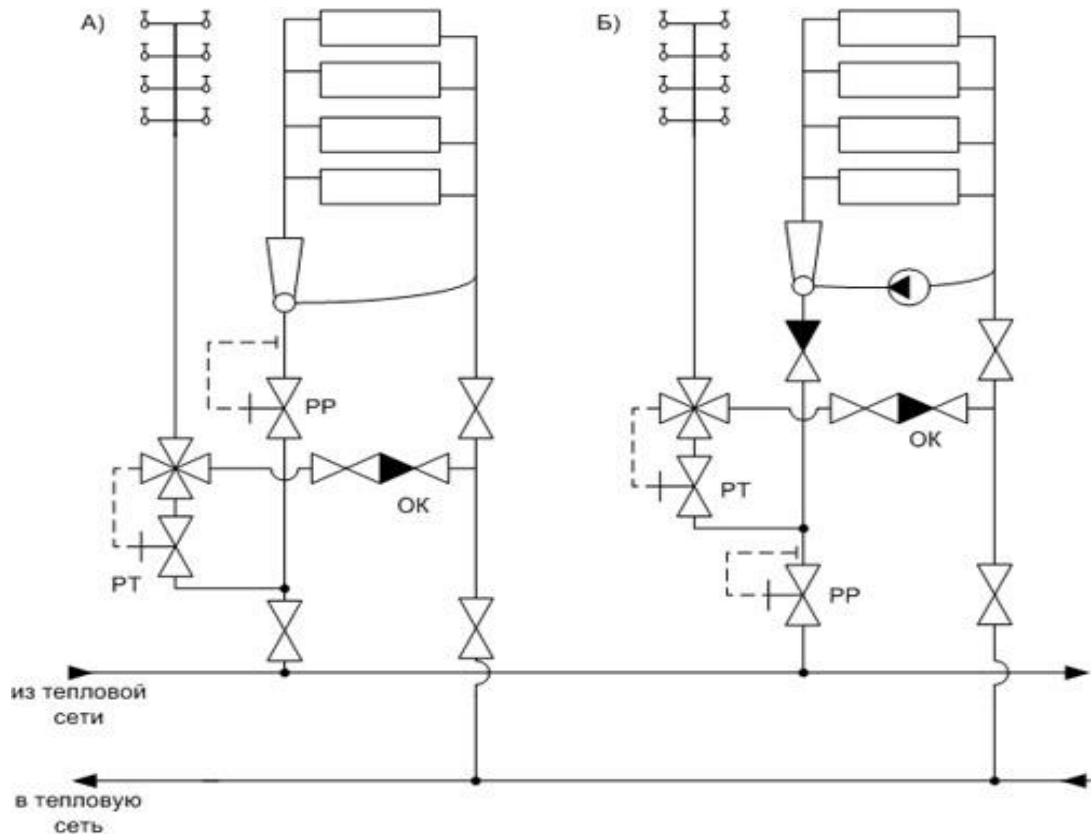 А)
Б)
РР
ОК
РТ
ОК
РТ
РР
из тепловой
сети
в тепловую
сеть